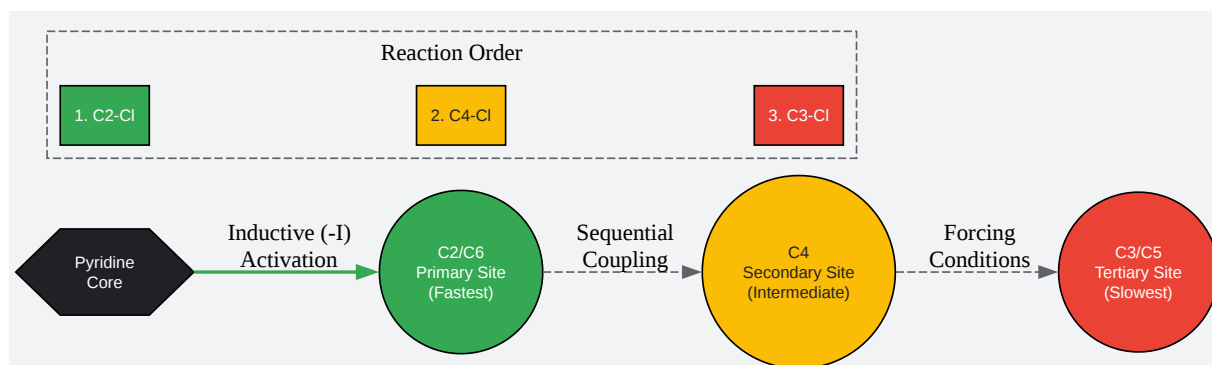 Reaction Order
1. C2-Cl
2. C4-Cl
3. C3-Cl
Pyridine
Core
Inductive (-I)
Activation
C2/C6
Primary Site
(Fastest)
Sequential
Coupling
C4
Secondary Site
(Intermediate)
Forcing
Conditions
C3/C5
Tertiary Site
(Slowest)